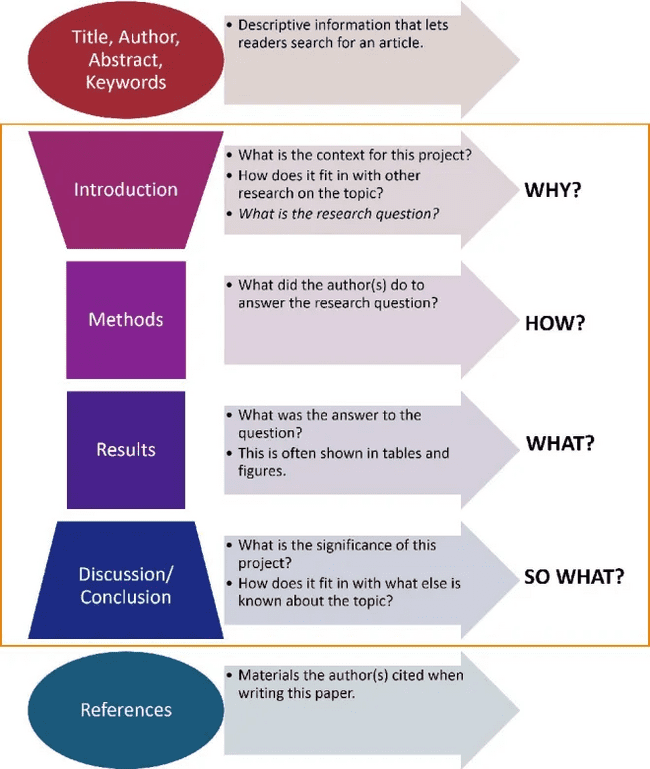 Title, Author,
Abstract,
Keywords
• Descriptive information that lets
readers search for an article.
Introduction
• What is the context for this project?
• How does it fit in with other
research on the topic?
• What is the research question?
WHY?
Methods
• What did the author(s) do to
answer the research question?
HOW?
Results
• What was the answer to the
question?
• This is often shown in tables and
figures.
WHAT?
Discussion/
Conclusion
• What is the significance of this
project?
• How does it fit in with what else is
known about the topic?
SO WHAT?
References
• Materials the author(s) cited when
writing this paper.